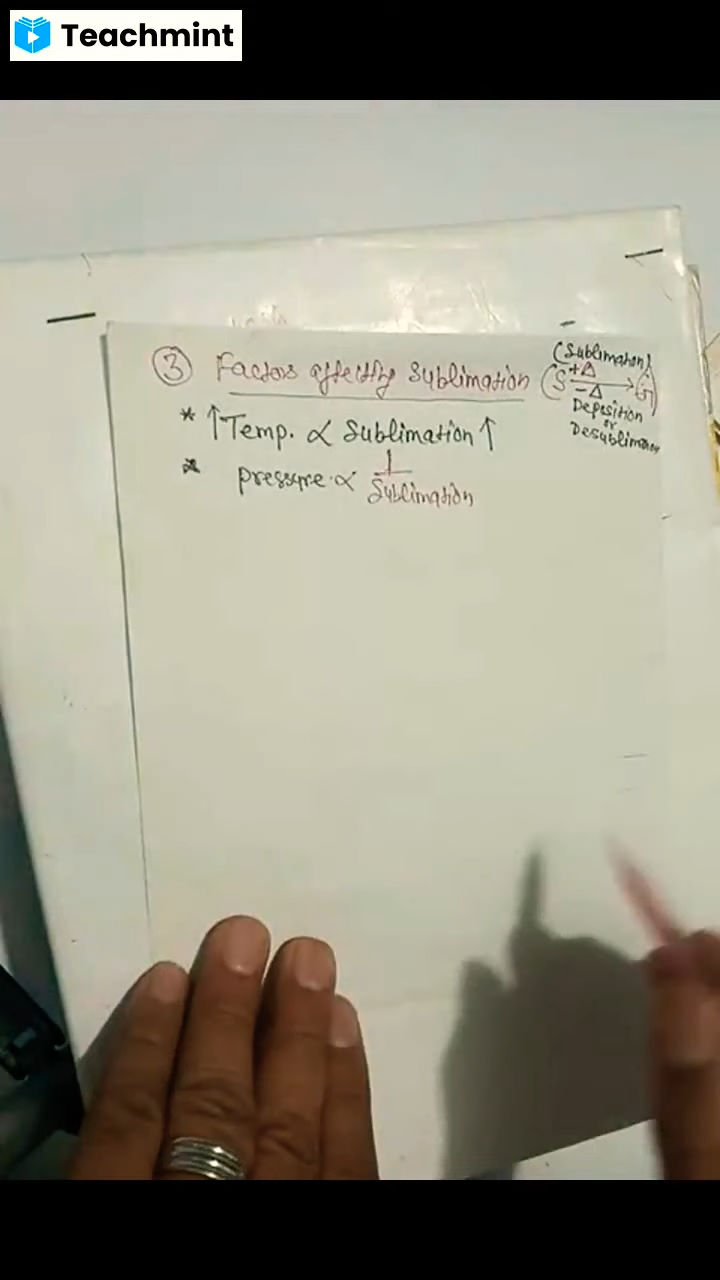 Teachmint
③ Factors affecting Sublimation
(Sublimation)
(S +Δ → G)
-Δ
Deposition
or
Desublimation
* ↑Temp. ∝ Sublimation↑
* pressure ∝ 1/Sublimation